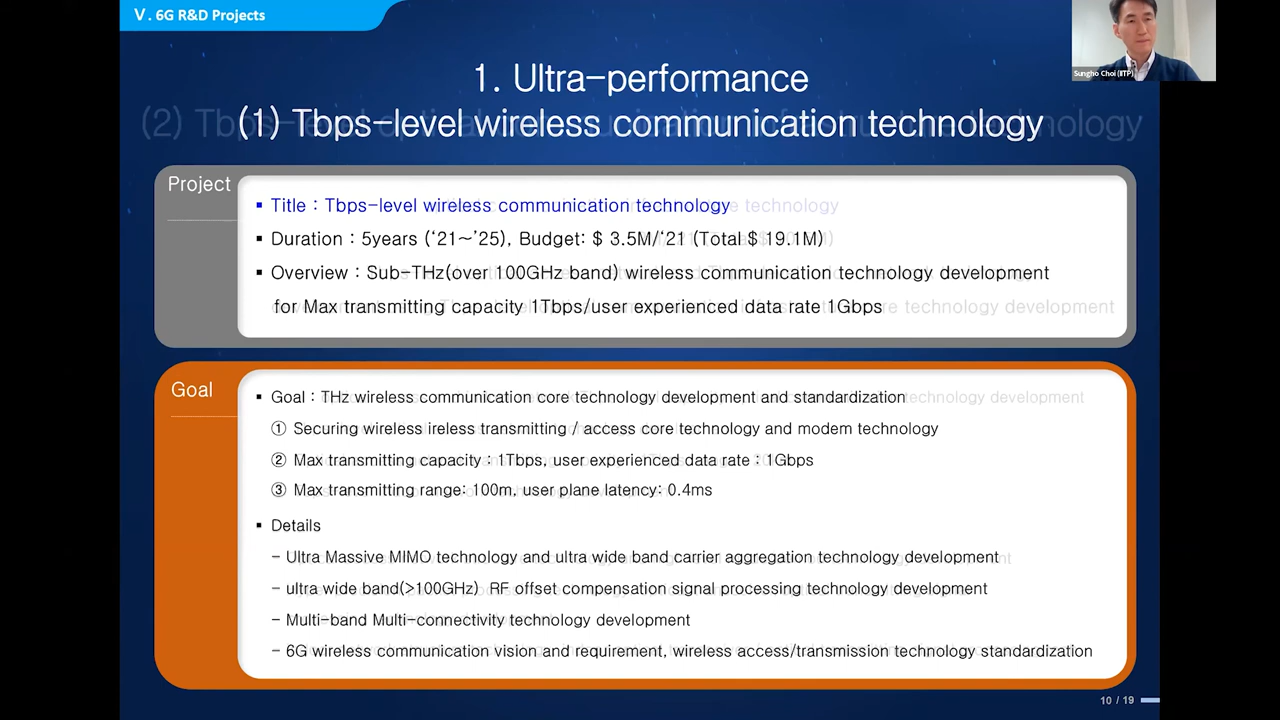 Ⅴ. 6G R&D Projects
Sungho Choi (IITP)
1. Ultra-performance
(1) Tbps-level wireless communication technology
Project
▪ Title : Tbps-level wireless communication technology
▪ Duration : 5years (‘21~’25), Budget: $ 3.5M/‘21 (Total $ 19.1M)
▪ Overview : Sub-THz(over 100GHz band) wireless communication technology development
for Max transmitting capacity 1Tbps/user experienced data rate 1Gbps
Goal
▪ Goal : THz wireless communication core technology development and standardization
① Securing wireless ireless transmitting / access core technology and modem technology
② Max transmitting capacity : 1Tbps, user experienced data rate : 1Gbps
③ Max transmitting range: 100m, user plane latency: 0.4ms
▪ Details
- Ultra Massive MIMO technology and ultra wide band carrier aggregation technology development
- ultra wide band(>100GHz) RF offset compensation signal processing technology development
- Multi-band Multi-connectivity technology development
- 6G wireless communication vision and requirement, wireless access/transmission technology standardization
10 / 19